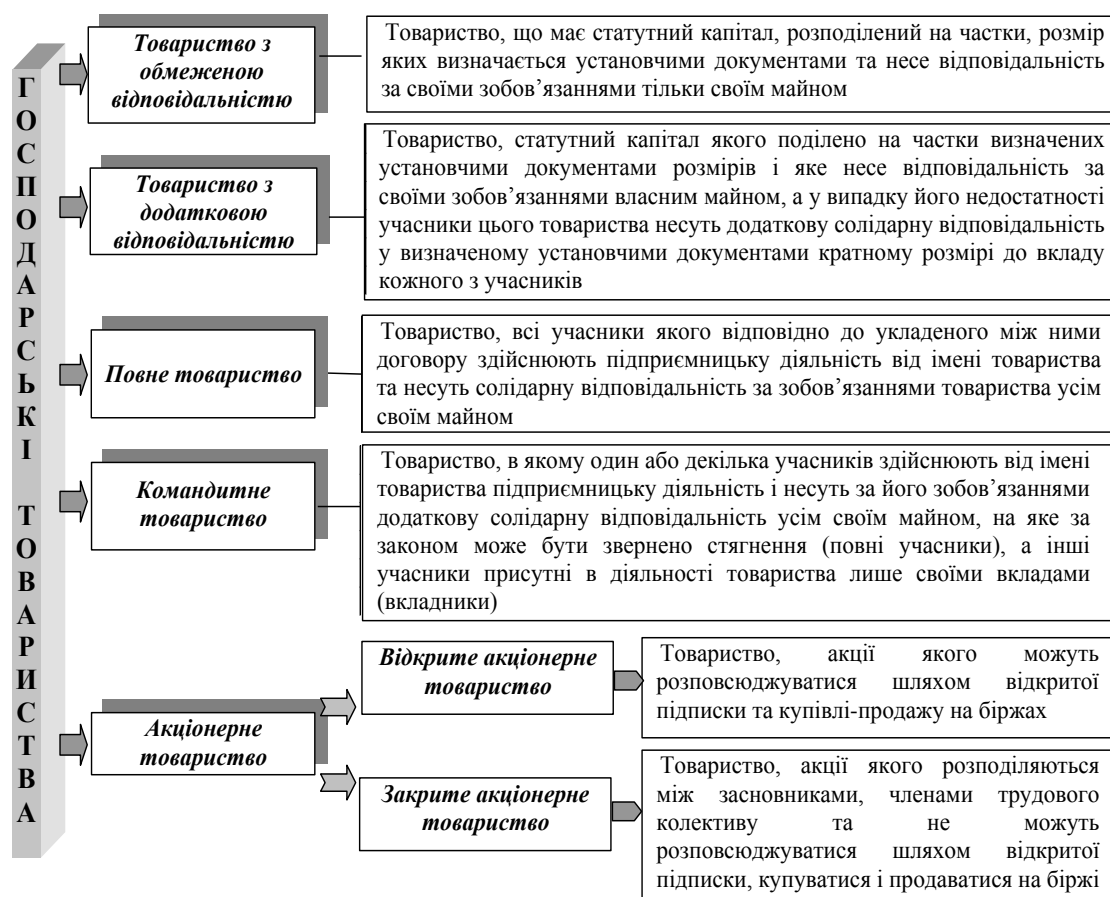 ГОСПОДАРСЬКІ ТОВАРИСТВА
Товариство з
обмеженою
відповідальністю
Товариство, що має статутний капітал, розподілений на частки, розмір
яких визначається установчими документами та несе відповідальність
за своїми зобов’язаннями тільки своїм майном
Товариство з
додатковою
відповідальністю
Товариство, статутний капітал якого поділено на частки визначених
установчими документами розмірів і яке несе відповідальність за
своїми зобов’язаннями власним майном, а у випадку його недостатності
учасники цього товариства несуть додаткову солідарну відповідальність
у визначеному установчими документами кратному розмірі до вкладу
кожного з учасників
Повне товариство
Товариство, всі учасники якого відповідно до укладеного між ними
договору здійснюють підприємницьку діяльність від імені товариства
та несуть солідарну відповідальність за зобов’язаннями товариства усім
своїм майном
Командитне
товариство
Товариство, в якому один або декілька учасників здійснюють від імені
товариства підприємницьку діяльність і несуть за його зобов’язаннями
додаткову солідарну відповідальність усім своїм майном, на яке за
законом може бути звернено стягнення (повні учасники), а інші
учасники присутні в діяльності товариства лише своїми вкладами
(вкладники)
Акціонерне
товариство
Відкрите акціонерне
товариство
Товариство, акції якого можуть
розповсюджуватися шляхом відкритої
підписки та купівлі-продажу на біржах
Закрите акціонерне
товариство
Товариство, акції якого розподіляються
між засновниками, членами трудового
колективу та не можуть
розповсюджуватися шляхом відкритої
підписки, купуватися і продаватися на біржі